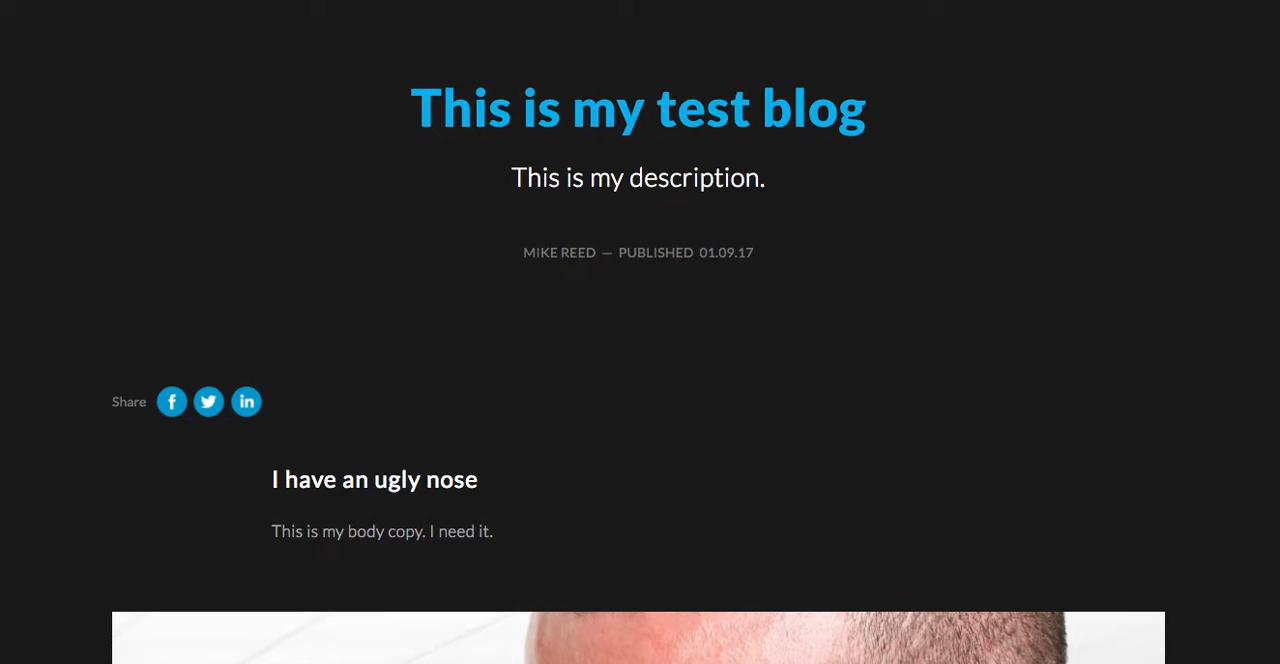 This is my test blog
This is my description.
MIKE REED — PUBLISHED 01.09.17
Share f in
I have an ugly nose
This is my body copy. I need it.